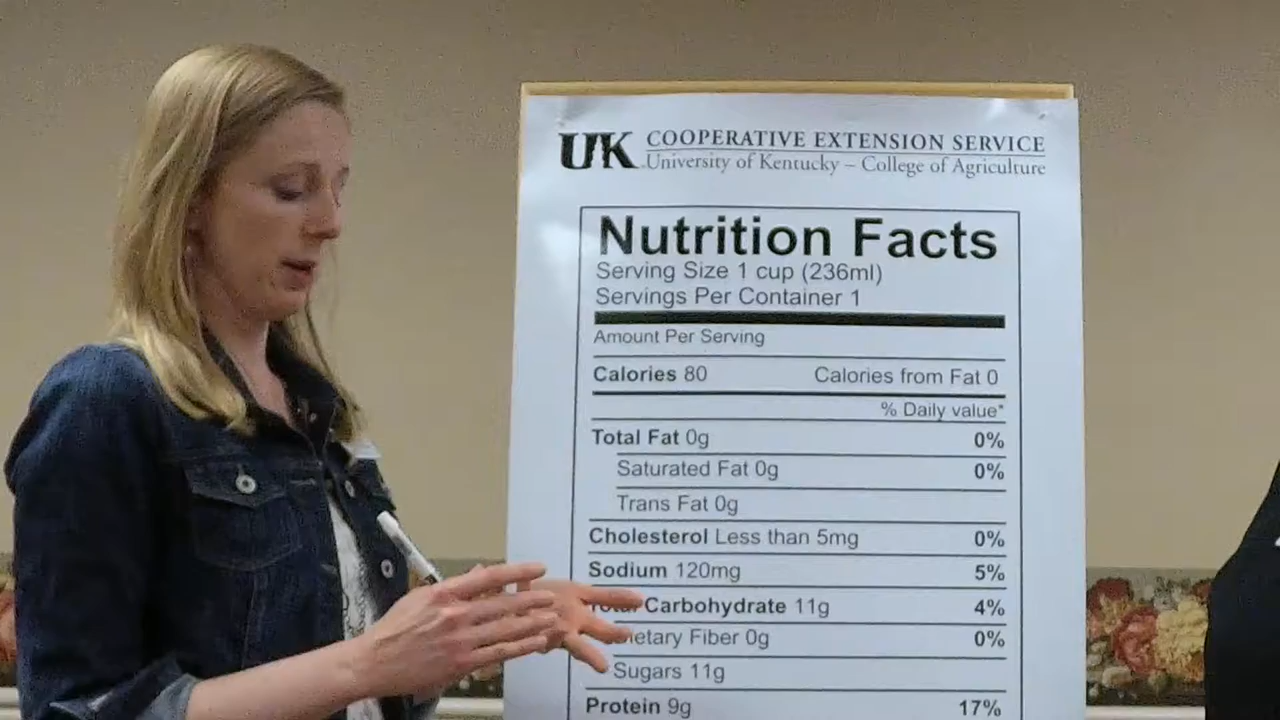 UK COOPERATIVE EXTENSION SERVICE
University of Kentucky – College of Agriculture
Nutrition Facts
Serving Size 1 cup (236ml)
Servings Per Container 1
Amount Per Serving
Calories 80 Calories from Fat 0
% Daily value*
Total Fat 0g 0%
Saturated Fat 0g 0%
Trans Fat 0g
Cholesterol Less than 5mg 0%
Sodium 120mg 5%
Total Carbohydrate 11g 4%
Dietary Fiber 0g 0%
Sugars 11g
Protein 9g 17%